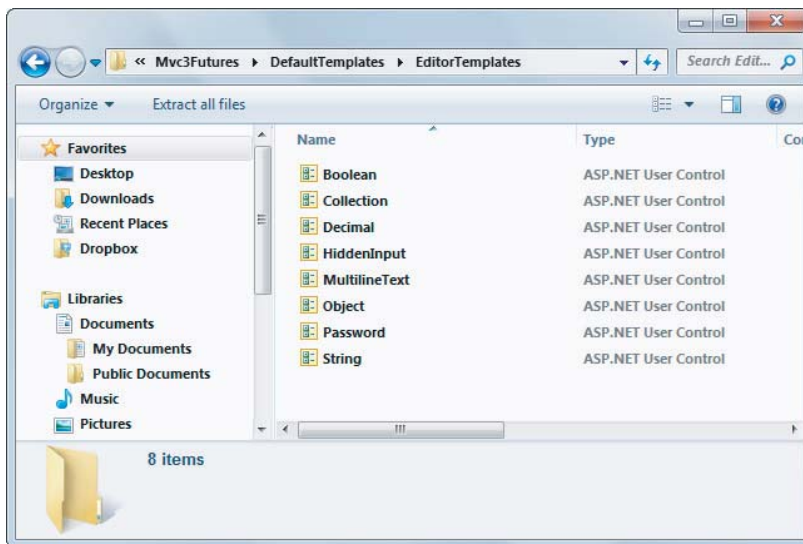 « Mvc3Futures ▸ DefaultTemplates ▸ EditorTemplates
Search Edit...
Organize ▾ Extract all files
Favorites
Desktop
Downloads
Recent Places
Dropbox
Libraries
Documents
My Documents
Public Documents
Music
Pictures
Name Type Co
Boolean ASP.NET User Control
Collection ASP.NET User Control
Decimal ASP.NET User Control
HiddenInput ASP.NET User Control
MultilineText ASP.NET User Control
Object ASP.NET User Control
Password ASP.NET User Control
String ASP.NET User Control
8 items